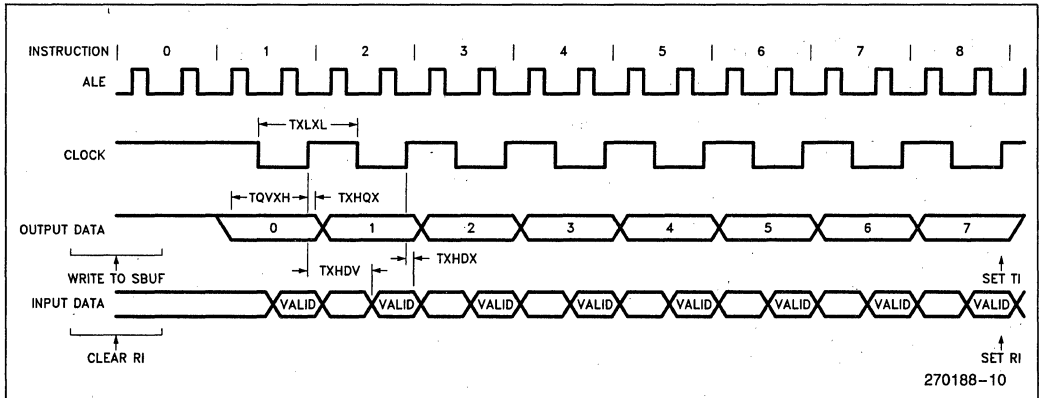 INSTRUCTION | 0 | 1 | 2 | 3 | 4 | 5 | 6 | 7 | 8 |
ALE
TXLXL
CLOCK
TQVXH TXHQX
OUTPUT DATA 0 1 2 3 4 5 6 7
WRITE TO SBUF TXHDV TXHDX SET TI
INPUT DATA VALID VALID VALID VALID VALID VALID VALID VALID
CLEAR RI SET RI
270188-10